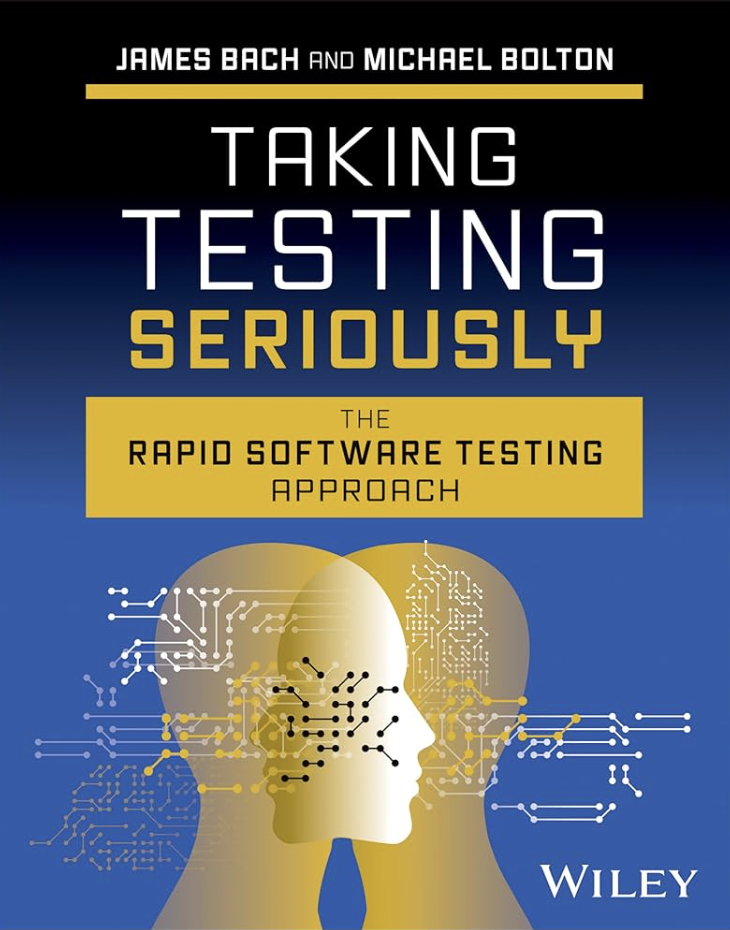 JAMES BACH AND MICHAEL BOLTON
TAKING
TESTING
SERIOUSLY
THE
RAPID SOFTWARE TESTING
APPROACH
WILEY